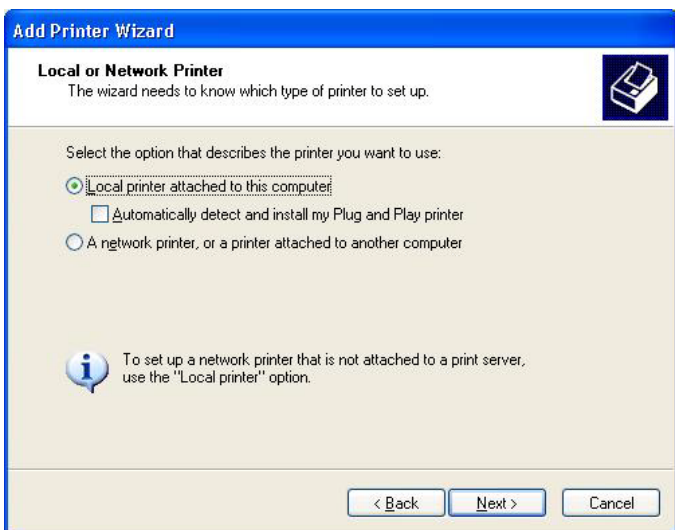 Add Printer Wizard
Local or Network Printer
The wizard needs to know which type of printer to set up.
Select the option that describes the printer you want to use:
Local printer attached to this computer
Automatically detect and install my Plug and Play printer
A network printer, or a printer attached to another computer
To set up a network printer that is not attached to a print server,
use the "Local printer" option.
< Back Next > Cancel